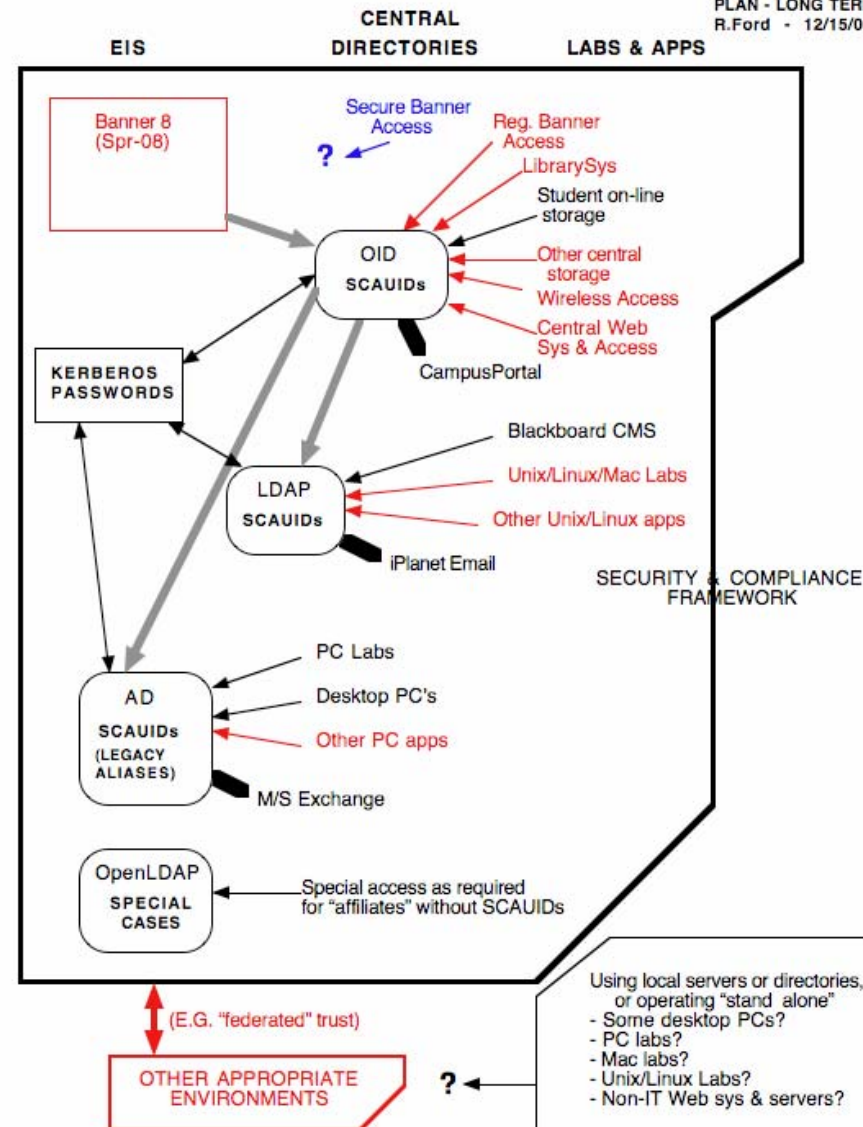 PLAN - LONG TER
R.Ford - 12/15/0
EIS
CENTRAL
DIRECTORIES
LABS & APPS
Banner 8
(Spr-08)
Secure Banner
Access
?
Reg. Banner
Access
LibrarySys
Student on-line
storage
OID
SCAUIDs
Other central
storage
Wireless Access
Central Web
Sys & Access
CampusPortal
KERBEROS
PASSWORDS
Blackboard CMS
LDAP
SCAUIDs
Unix/Linux/Mac Labs
Other Unix/Linux apps
iPlanet Email
SECURITY & COMPLIANCE
FRAMEWORK
PC Labs
AD
SCAUIDs
(LEGACY
ALIASES)
Desktop PC's
Other PC apps
M/S Exchange
OpenLDAP
SPECIAL
CASES
Special access as required
for "affiliates" without SCAUIDs
(E.G. "federated" trust)
OTHER APPROPRIATE
ENVIRONMENTS
?
Using local servers or directories,
or operating "stand alone"
- Some desktop PCs?
- PC labs?
- Mac labs?
- Unix/Linux Labs?
- Non-IT Web sys & servers?